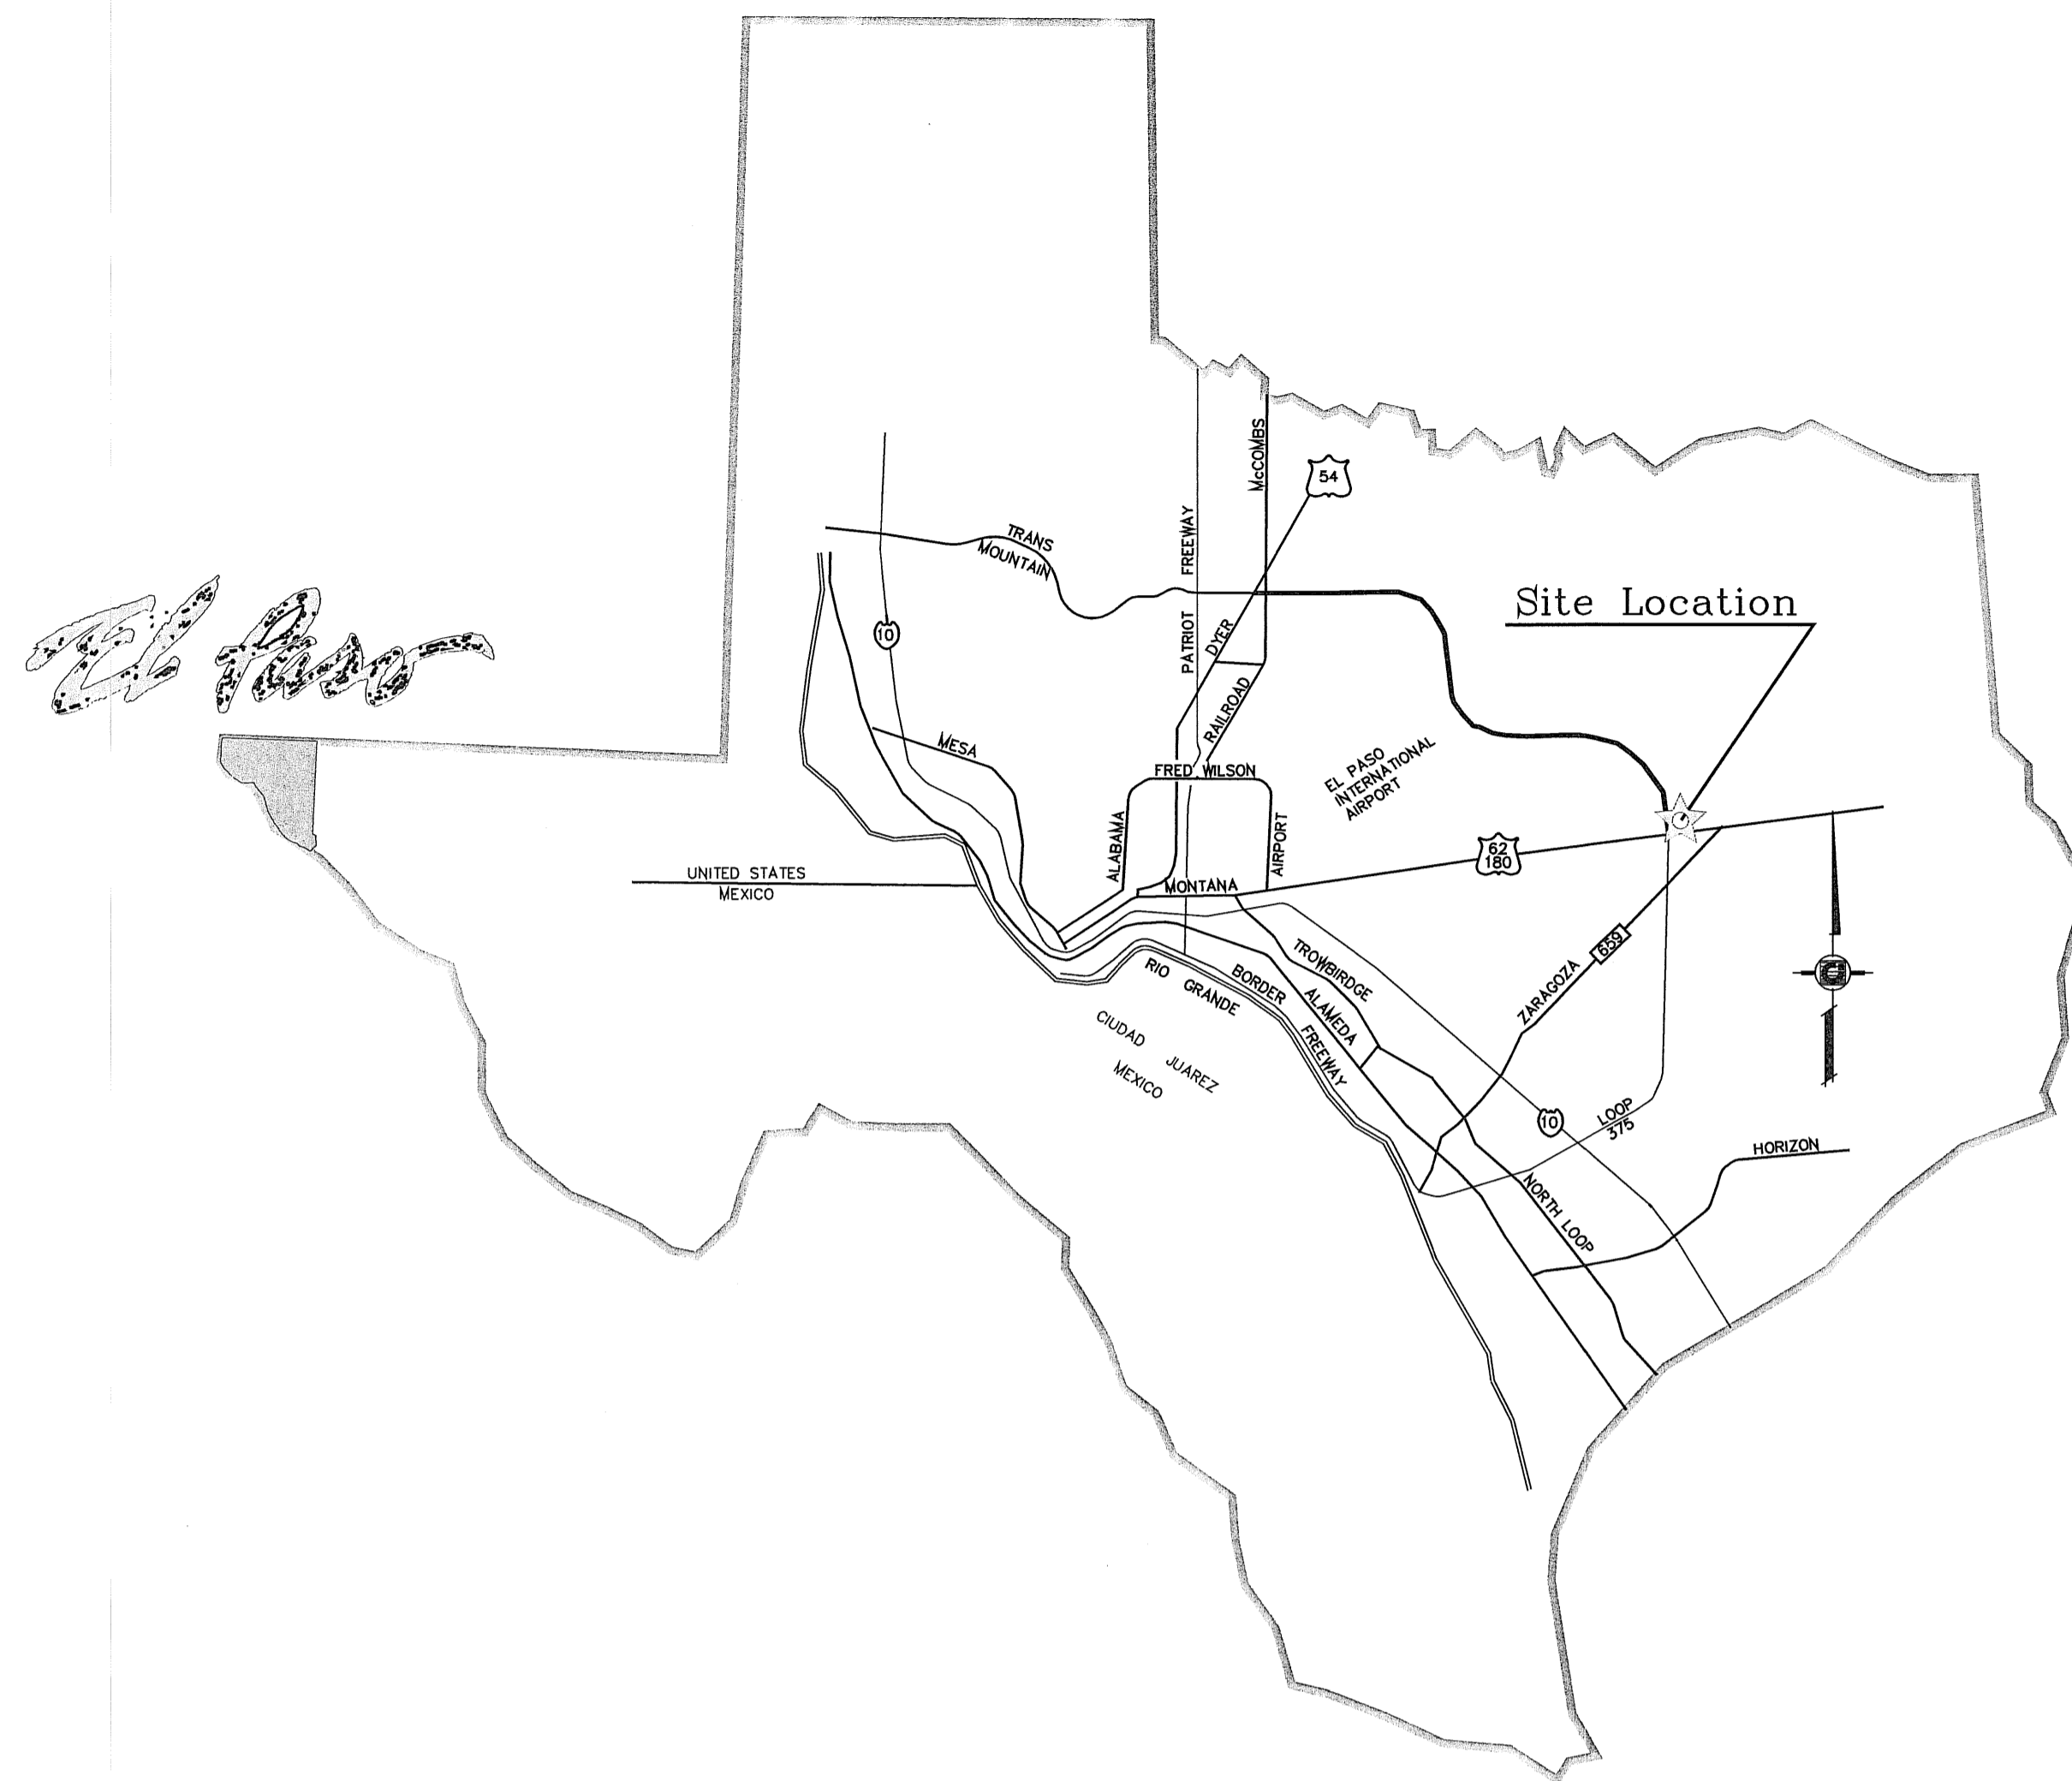 McCOMBS
54
TRANS
MOUNTAIN
PATRIOT FREEWAY
El Paso
Site Location
10
DYER
RAILROAD
MESA
EL PASO
INTERNATIONAL
AIRPORT
FRED WILSON
ALABAMA
AIRPORT
62
180
UNITED STATES
MEXICO
MONTANA
659
ZARAGOZA
TROWBIRDGE
RIO GRANDE
BORDER FREEWAY
ALAMEDA
CIUDAD JUAREZ
MEXICO
10
LOOP
375
HORIZON
NORTH LOOP